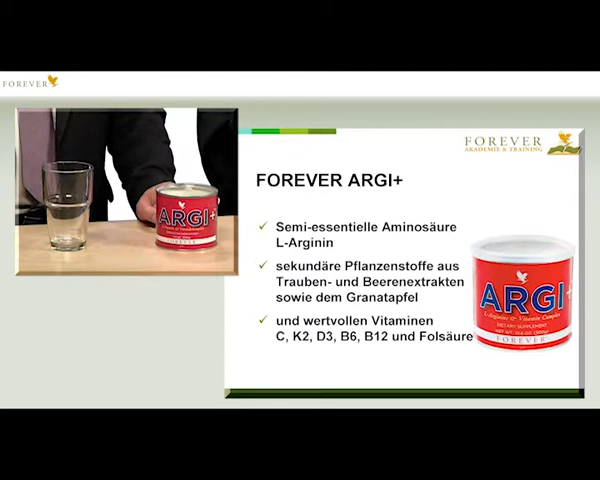 FOREVER
FOREVER
AKADEMIE & TRAINING
FOREVER ARGI+
✓ Semi-essentielle Aminosäure
L-Arginin
✓ sekundäre Pflanzenstoffe aus
Trauben- und Beerenextrakten
sowie dem Granatapfel
✓ und wertvollen Vitaminen
C, K2, D3, B6, B12 und Folsäure
ARGI+
FOREVER
ARGI+
L-Arginine & Vitamin Complex
DIETARY SUPPLEMENT
FOREVER